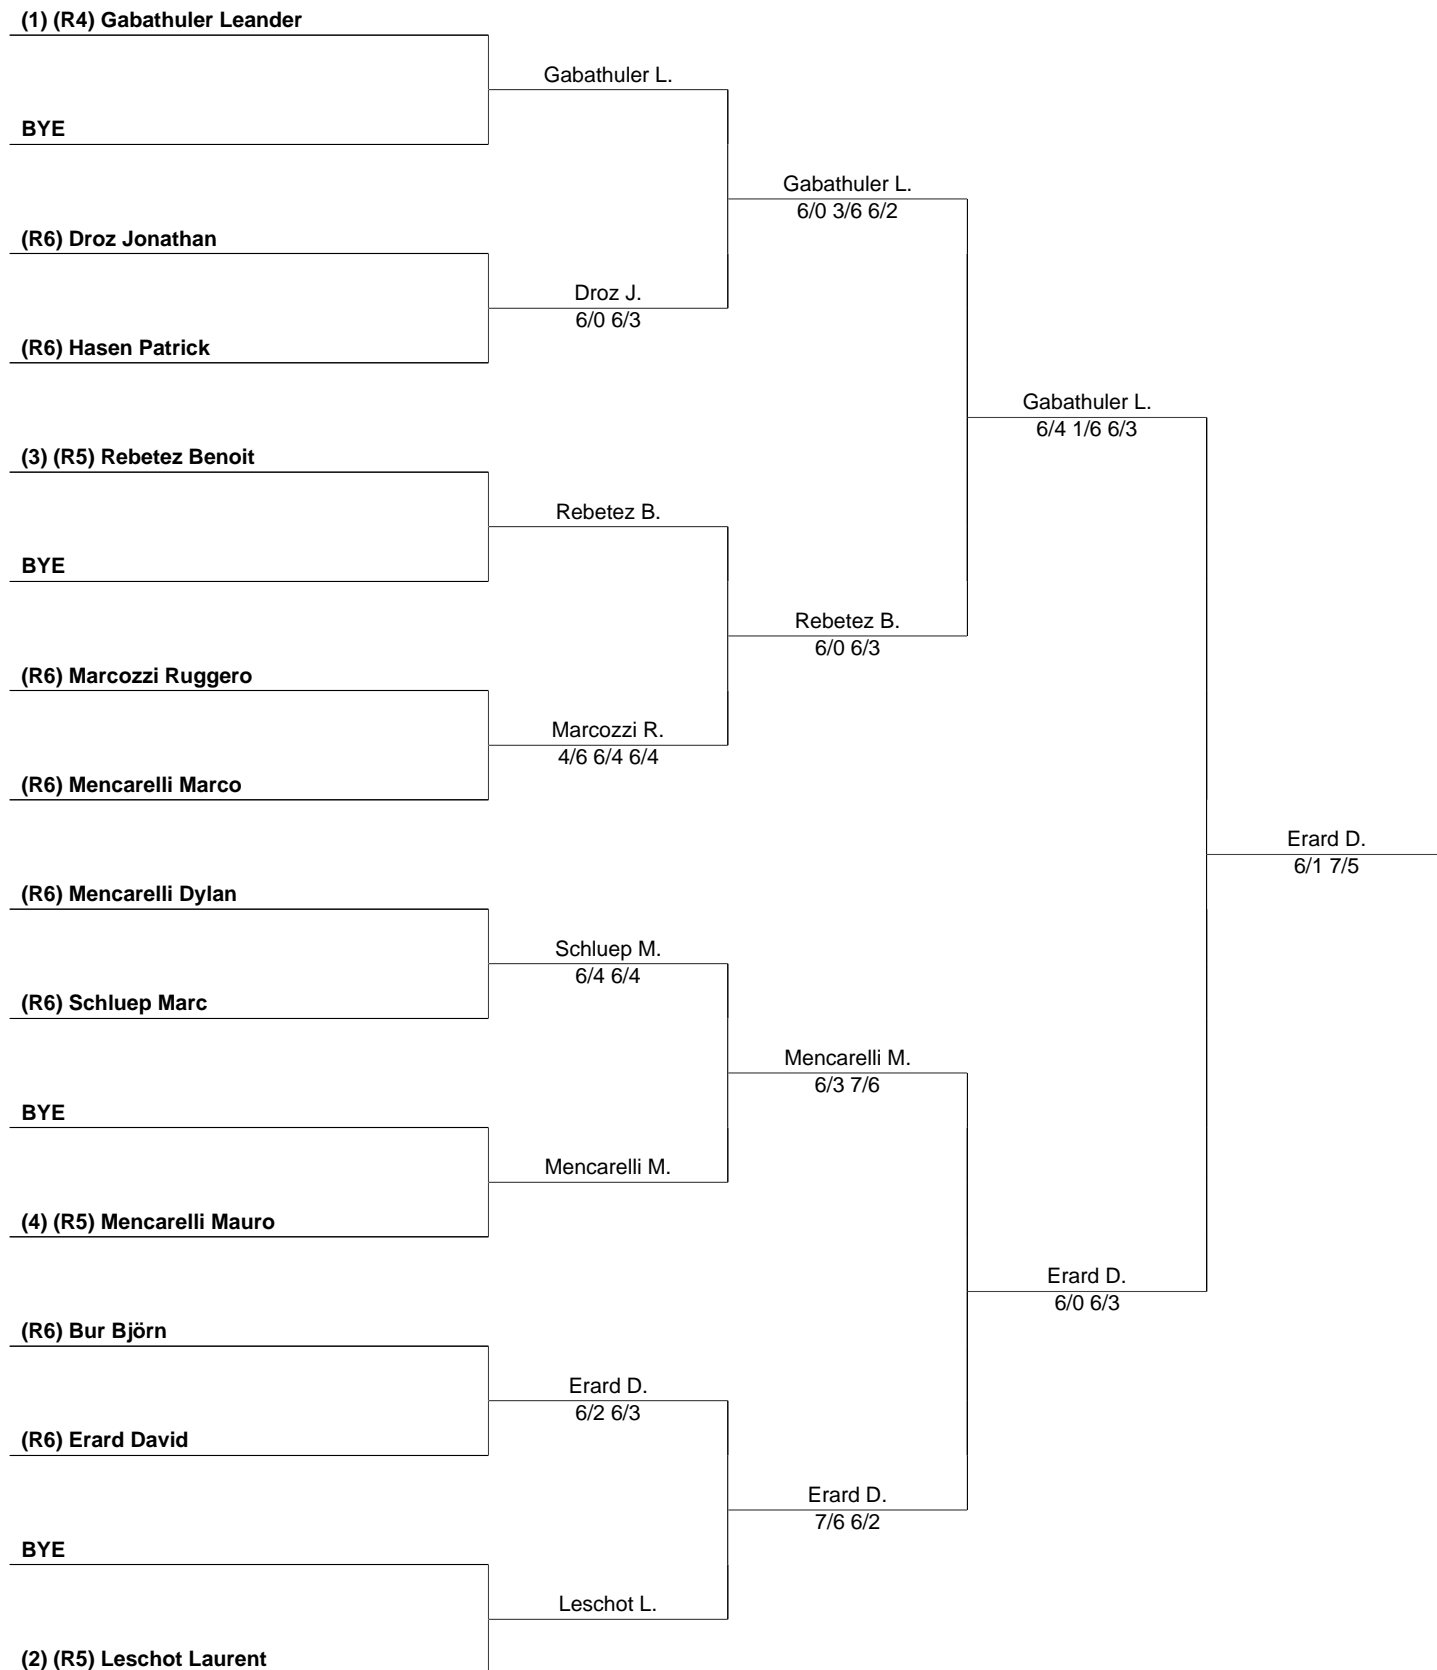 (1) (R4) Gabathuler Leander
Gabathuler L.
BYE
Gabathuler L.
6/0 3/6 6/2
(R6) Droz Jonathan
Droz J.
6/0 6/3
(R6) Hasen Patrick
Gabathuler L.
6/4 1/6 6/3
(3) (R5) Rebetez Benoit
Rebetez B.
BYE
Rebetez B.
6/0 6/3
(R6) Marcozzi Ruggero
Marcozzi R.
4/6 6/4 6/4
(R6) Mencarelli Marco
Erard D.
6/1 7/5
(R6) Mencarelli Dylan
Schluep M.
6/4 6/4
(R6) Schluep Marc
Mencarelli M.
6/3 7/6
BYE
Mencarelli M.
(4) (R5) Mencarelli Mauro
Erard D.
6/0 6/3
(R6) Bur Björn
Erard D.
6/2 6/3
(R6) Erard David
Erard D.
7/6 6/2
BYE
Leschot L.
(2) (R5) Leschot Laurent